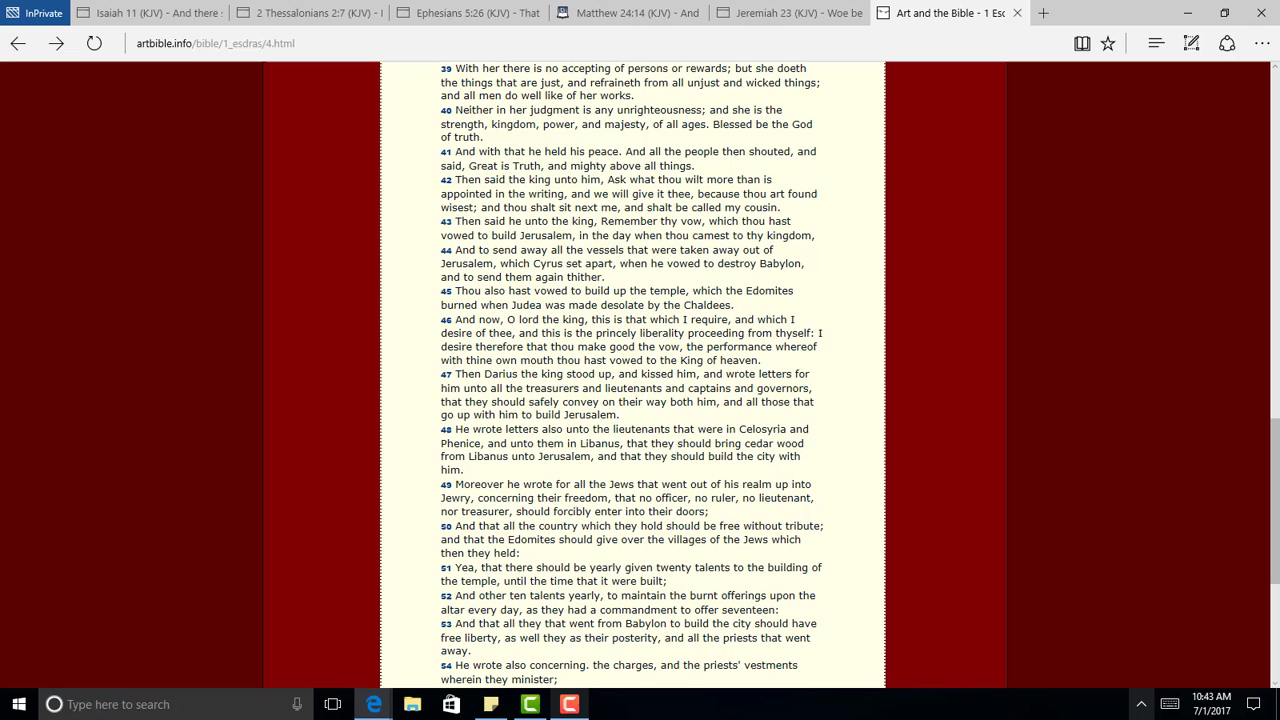 InPrivate
Isaiah 11 (KJV) - And there :
2 Thessalonians 2:7 (KJV) - I
Ephesians 5:26 (KJV) - That
Matthew 24:14 (KJV) - And
Jeremiah 23 (KJV) - Woe be
Art and the Bible - 1 Esd
artbible.info/bible/1_esdras/4.html
39 With her there is no accepting of persons or rewards; but she doeth
the things that are just, and refraineth from all unjust and wicked things;
and all men do well like of her works.
40 Neither in her judgment is any unrighteousness; and she is the
strength, kingdom, power, and majesty, of all ages. Blessed be the God
of truth.
41 And with that he held his peace. And all the people then shouted, and
said, Great is Truth, and mighty above all things.
42 Then said the king unto him, Ask what thou wilt more than is
appointed in the writing, and we will give it thee, because thou art found
wisest; and thou shalt sit next me, and shalt be called my cousin.
43 Then said he unto the king, Remember thy vow, which thou hast
vowed to build Jerusalem, in the day when thou camest to thy kingdom,
44 And to send away all the vessels that were taken away out of
Jerusalem, which Cyrus set apart, when he vowed to destroy Babylon,
and to send them again thither.
45 Thou also hast vowed to build up the temple, which the Edomites
burned when Judea was made desolate by the Chaldees.
46 And now, O lord the king, this is that which I require, and which I
desire of thee, and this is the princely liberality proceeding from thyself: I
desire therefore that thou make good the vow, the performance whereof
with thine own mouth thou hast vowed to the King of heaven.
47 Then Darius the king stood up, and kissed him, and wrote letters for
him unto all the treasurers and lieutenants and captains and governors,
that they should safely convey on their way both him, and all those that
go up with him to build Jerusalem.
48 He wrote letters also unto the lieutenants that were in Celosyria and
Phenice, and unto them in Libanus, that they should bring cedar wood
from Libanus unto Jerusalem, and that they should build the city with
him.
49 Moreover he wrote for all the Jews that went out of his realm up into
Jewry, concerning their freedom, that no officer, no ruler, no lieutenant,
nor treasurer, should forcibly enter into their doors;
50 And that all the country which they hold should be free without tribute;
and that the Edomites should give over the villages of the Jews which
then they held:
51 Yea, that there should be yearly given twenty talents to the building of
the temple, until the time that it were built;
52 And other ten talents yearly, to maintain the burnt offerings upon the
altar every day, as they had a commandment to offer seventeen:
53 And that all they that went from Babylon to build the city should have
free liberty, as well they as their posterity, and all the priests that went
away.
54 He wrote also concerning. the charges, and the priests' vestments
wherein they minister;
Type here to search
10:43 AM
7/1/2017